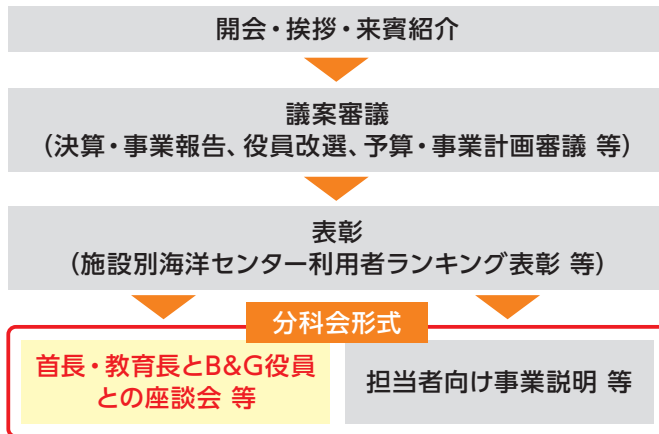 開会・挨拶・来賓紹介
議案審議
（決算・事業報告、役員改選、予算・事業計画審議 等）
表彰
（施設別海洋センター利用者ランキング表彰 等）
分科会形式
首長・教育長とB&G役員
との座談会 等
担当者向け事業説明 等